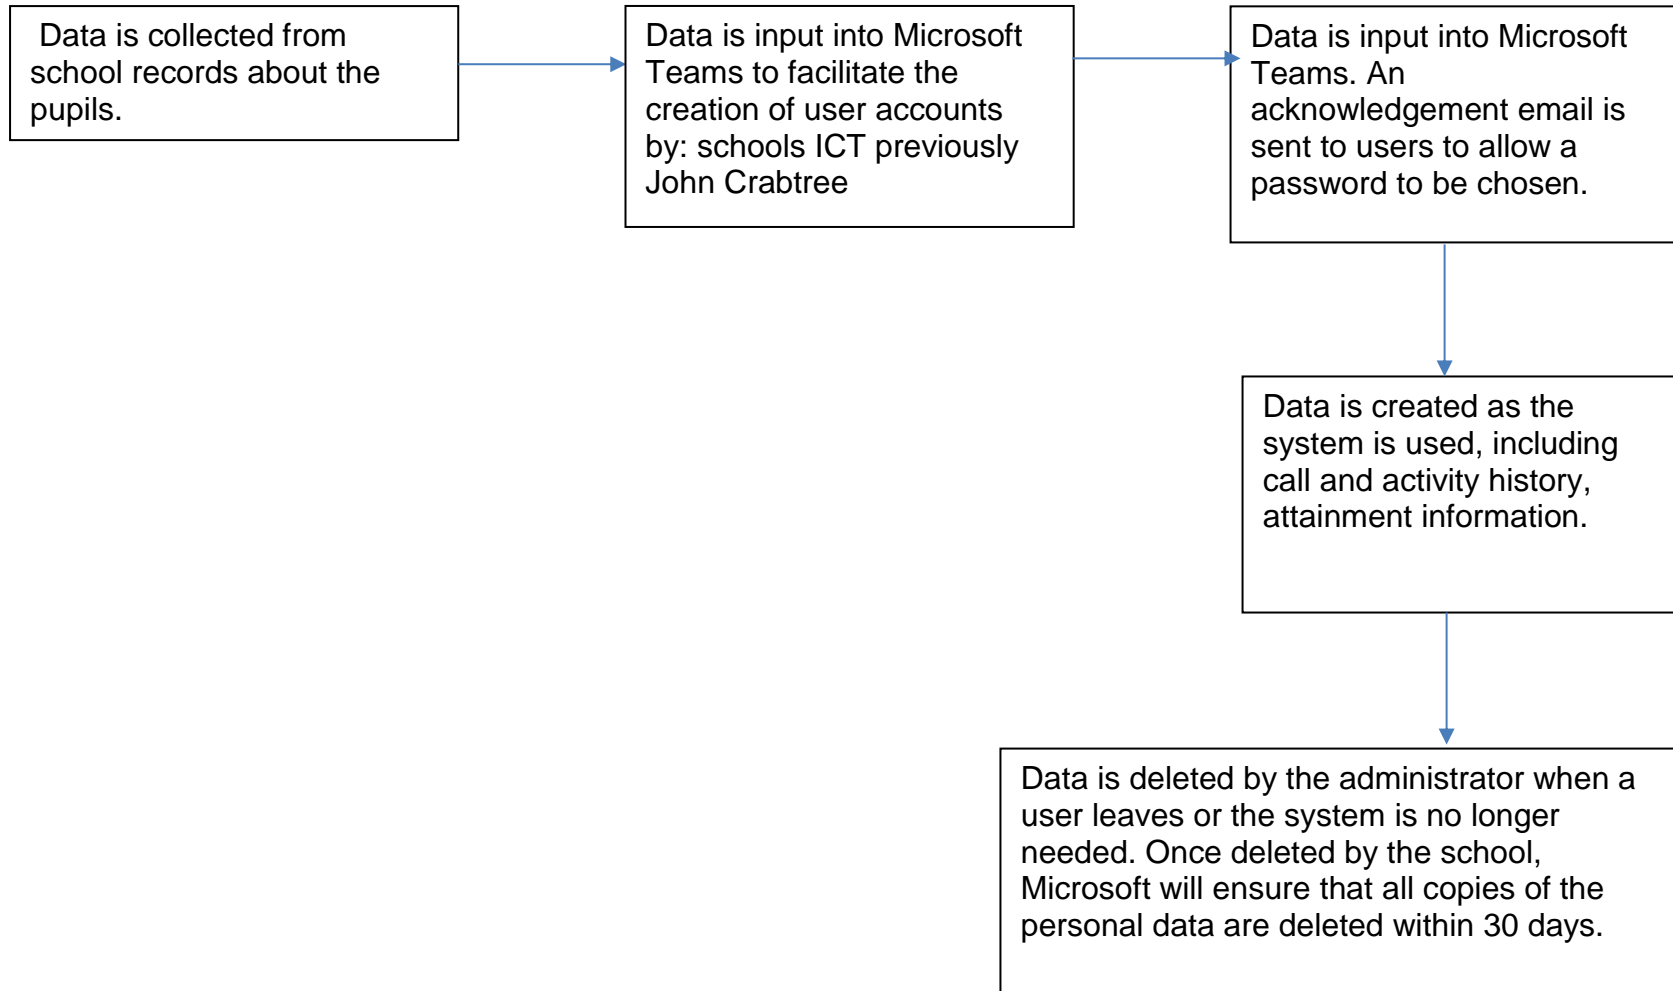 Data is collected from
school records about the
pupils.
Data is input into Microsoft
Teams to facilitate the
creation of user accounts
by: schools ICT previously
John Crabtree
Data is input into Microsoft
Teams. An
acknowledgement email is
sent to users to allow a
password to be chosen.
Data is created as the
system is used, including
call and activity history,
attainment information.
Data is deleted by the administrator when a
user leaves or the system is no longer
needed. Once deleted by the school,
Microsoft will ensure that all copies of the
personal data are deleted within 30 days.